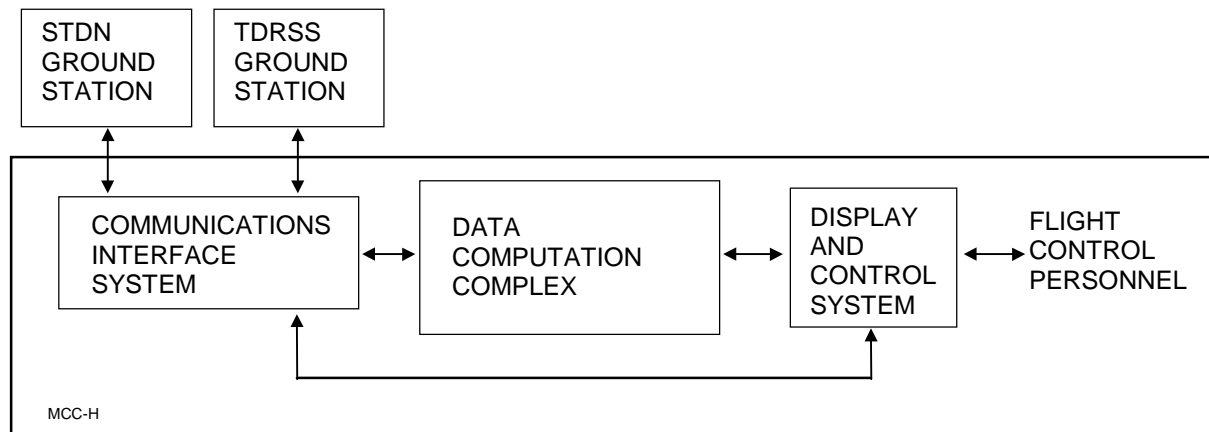 STDN
GROUND
STATION
TDRSS
GROUND
STATION
COMMUNICATIONS
INTERFACE
SYSTEM
DATA
COMPUTATION
COMPLEX
DISPLAY
AND
CONTROL
SYSTEM
FLIGHT
CONTROL
PERSONNEL
MCC-H